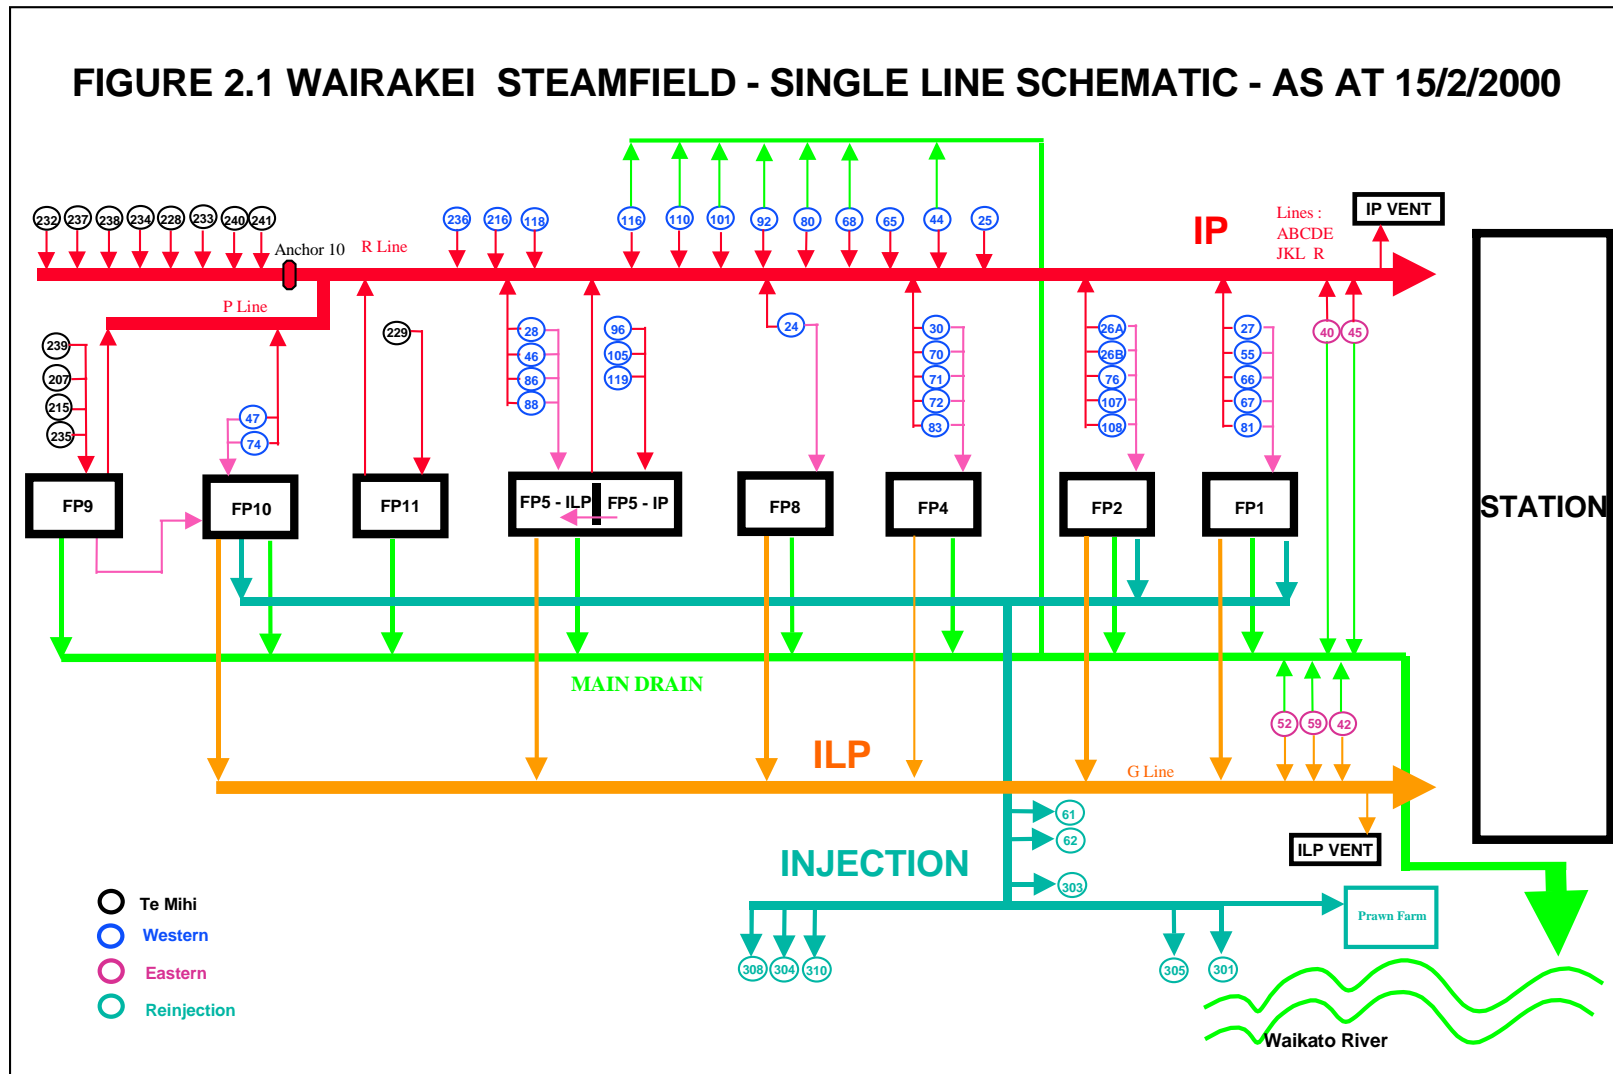 FIGURE 2.1 WAIRAKEI STEAMFIELD - SINGLE LINE SCHEMATIC - AS AT 15/2/2000
232 237 238 234 228 233 240 241
236 216 118 116 110 101 92 80 68 65 44 25
IP
Lines :
ABCDE
JKL R
IP VENT
Anchor 10
R Line
P Line
239
207
215
235
47
74
229
28
46
86
88
96
105
119
24
30
70
71
72
83
26A
26B
76
107
108
27
55
66
67
81
40 45
FP9 FP10 FP11 FP5 - ILP FP5 - IP FP8 FP4 FP2 FP1
STATION
MAIN DRAIN
52 59 42
ILP
G Line
61
62
303
ILP VENT
INJECTION
Prawn Farm
308 304 310 305 301
Te Mihi
Western
Eastern
Reinjection
Waikato River